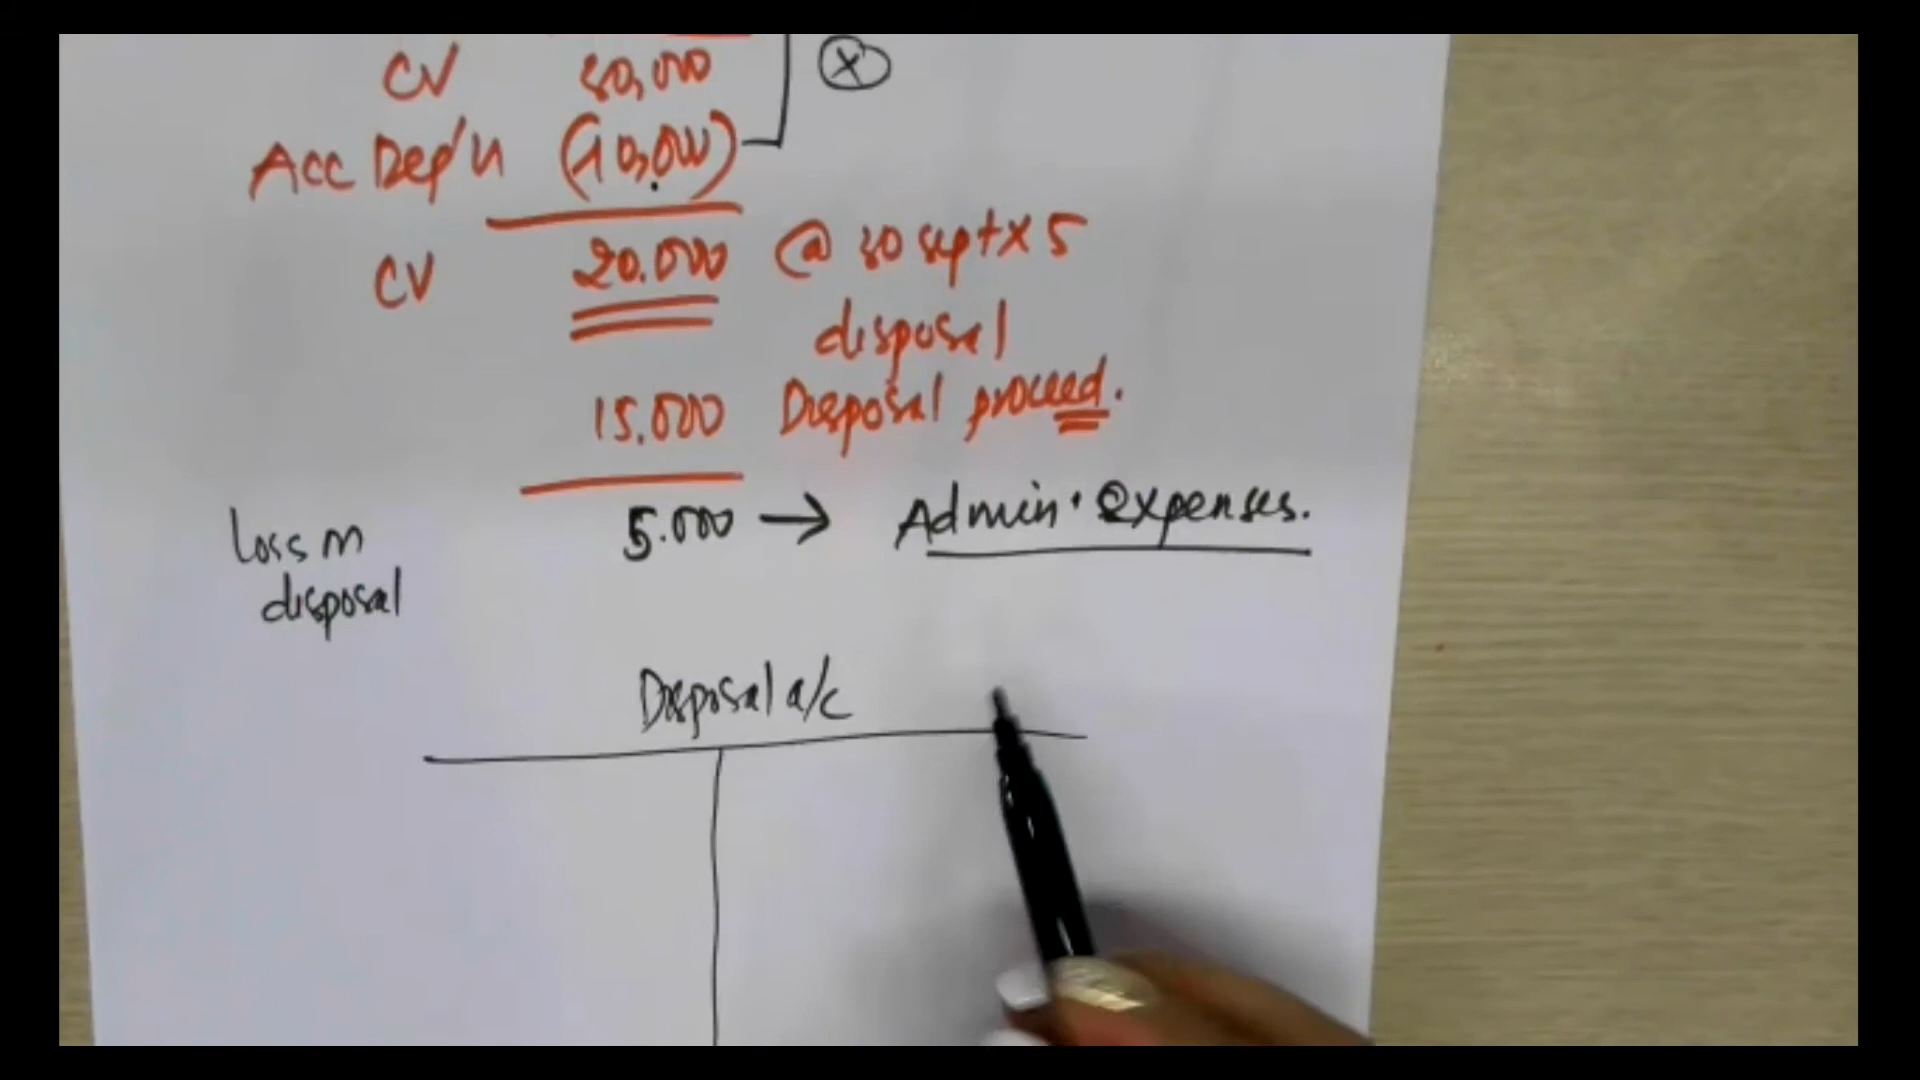 CV 30,000
Ⓧ
Acc Dep'n (10,000)
CV 20.000 @ 30 sept X5
disposal
15.000 Disposal proceed.
Loss on 5.000 → Admin. expenses.
disposal
Disposal a/c